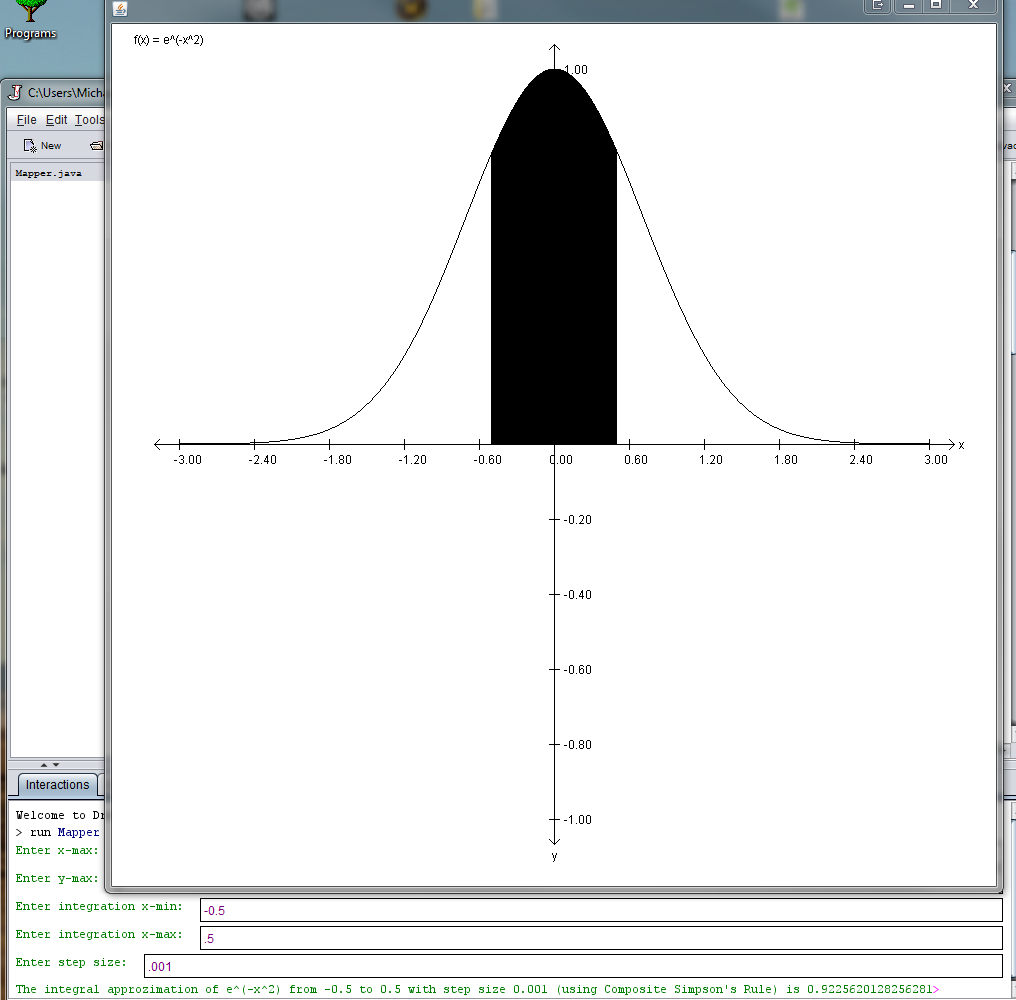 Programs
f(x) = e^(-x^2)
1.00
C:\Users\Micha
File Edit Tools
New
Mapper.java
x
-3.00 -2.40 -1.80 -1.20 -0.60 0.00 0.60 1.20 1.80 2.40 3.00
-0.20
-0.40
-0.60
-0.80
-1.00
y
Interactions
Welcome to Dr
> run Mapper
Enter x-max:
Enter y-max:
Enter integration x-min: -0.5
Enter integration x-max: .5
Enter step size: .001
The integral approzimation of e^(-x^2) from -0.5 to 0.5 with step size 0.001 (using Composite Simpson's Rule) is 0.9225620128256281>